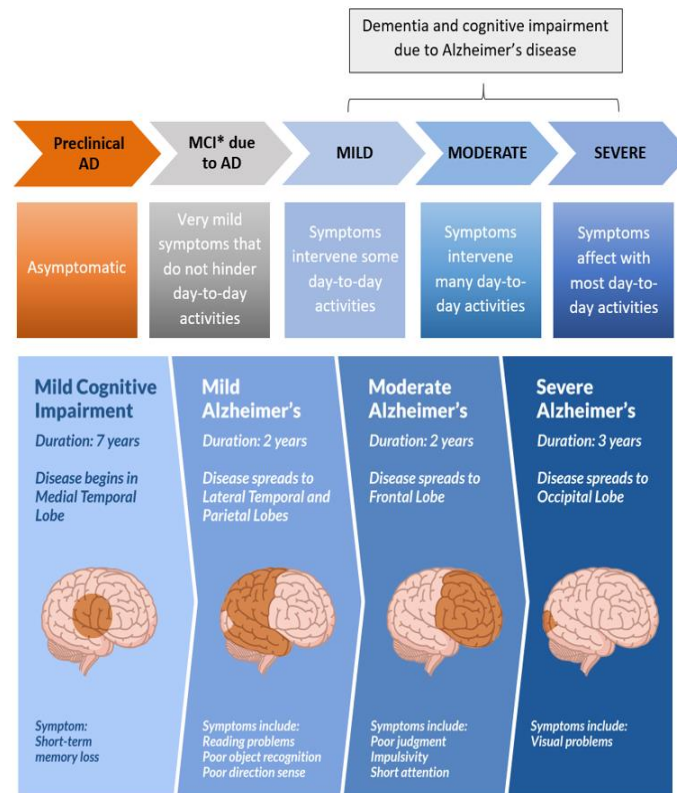 Dementia and cognitive impairment
due to Alzheimer's disease
Preclinical
AD
MCI* due
to AD
MILD
MODERATE
SEVERE
Asymptomatic
Very mild
symptoms that
do not hinder
day-to-day
activities
Symptoms
intervene some
day-to-day
activities
Symptoms
intervene
many day-to-
day activities
Symptoms
affect with
most day-to-
day activities
Mild Cognitive
Impairment
Duration: 7 years
Disease begins in
Medial Temporal
Lobe
Symptom:
Short-term
memory loss
Mild
Alzheimer's
Duration: 2 years
Disease spreads to
Lateral Temporal and
Parietal Lobes
Symptoms include:
Reading problems
Poor object recognition
Poor direction sense
Moderate
Alzheimer's
Duration: 2 years
Disease spreads to
Frontal Lobe
Symptoms include:
Poor judgment
Impulsivity
Short attention
Severe
Alzheimer's
Duration: 3 years
Disease spreads to
Occipital Lobe
Symptoms include:
Visual problems